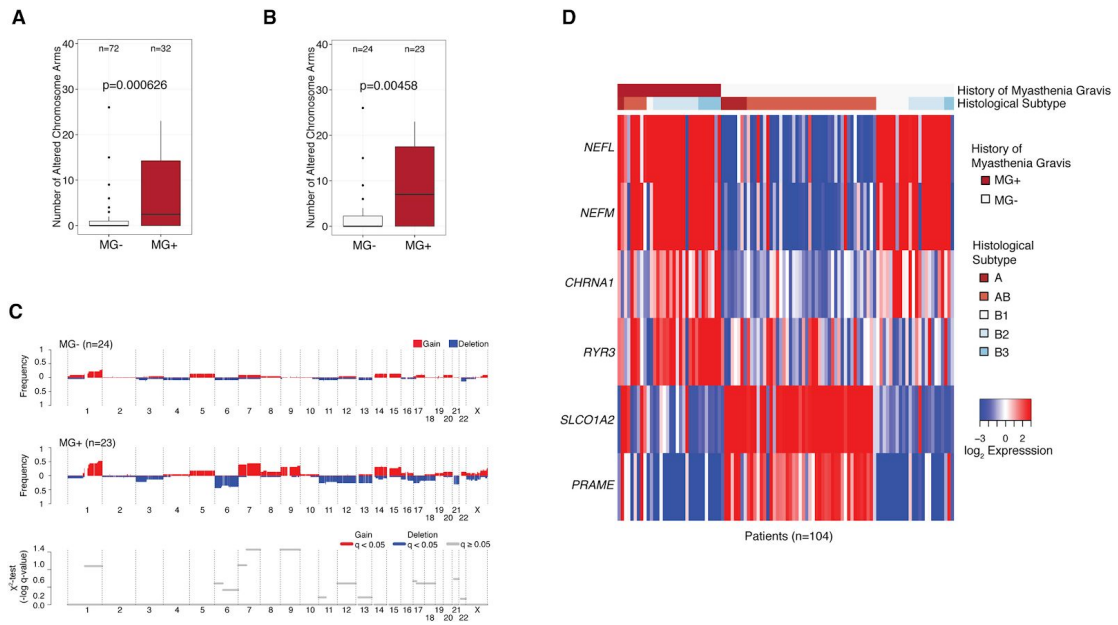 A
B
D
40
n=72
n=32
30
p=0.000626
20
10
0
Number of Altered Chromosome Arms
MG-
MG+
40
n=24
n=23
30
p=0.00458
20
10
0
Number of Altered Chromosome Arms
MG-
MG+
History of Myasthenia Gravis
Histological Subtype
NEFL
NEFM
CHRNA1
RYR3
SLCO1A2
PRAME
Patients (n=104)
History of
Myasthenia Gravis
MG+
MG-
Histological
Subtype
A
AB
B1
B2
B3
-3 0 2
log2 Expresssion
C
MG- (n=24)
Gain Deletion
Frequency
1
0.5
0.5
1
1 2 3 4 5 6 7 8 9 10 11 12 13 14 15 16 17 18 19 20 21 22 X
MG+ (n=23)
Frequency
1
0.5
0.5
1
1 2 3 4 5 6 7 8 9 10 11 12 13 14 15 16 17 18 19 20 21 22 X
Gain Deletion
q < 0.05 q < 0.05 q ≥ 0.05
χ2-test
(-log q-value)
1.4
1.0
0.6
0.2
0.0
1 2 3 4 5 6 7 8 9 10 11 12 13 14 15 16 17 18 19 20 21 22 X